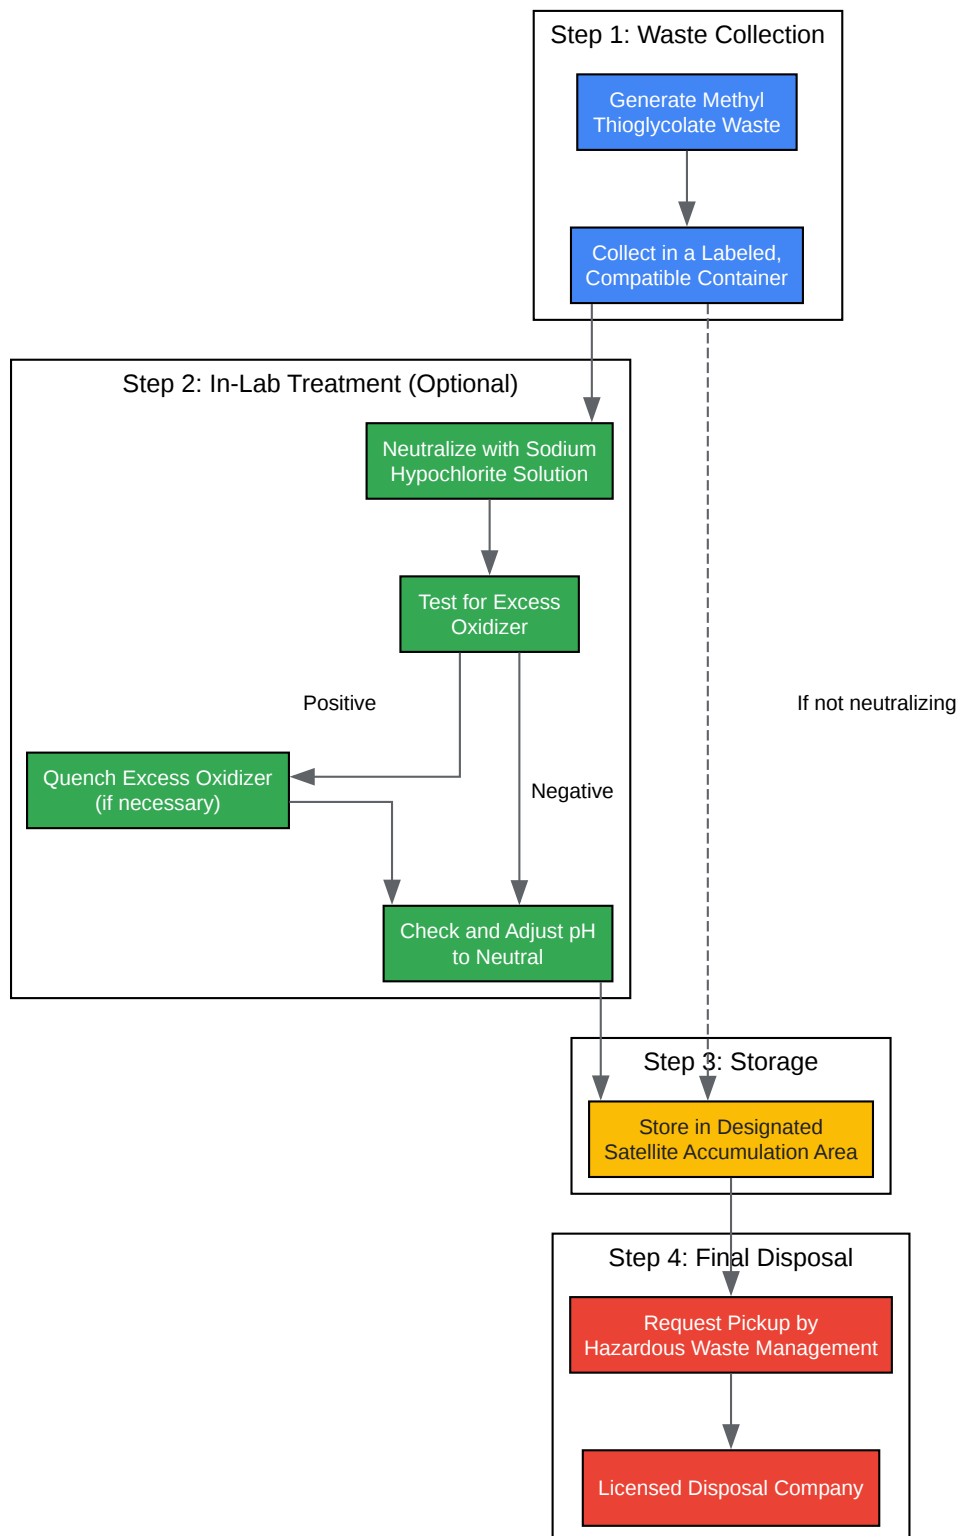 Step 1: Waste Collection
Generate Methyl
Thioglycolate Waste
Collect in a Labeled,
Compatible Container
Step 2: In-Lab Treatment (Optional)
Neutralize with Sodium
Hypochlorite Solution
Test for Excess
Oxidizer
Positive
If not neutralizing
Quench Excess Oxidizer
(if necessary)
Negative
Check and Adjust pH
to Neutral
Step 3: Storage
Store in Designated
Satellite Accumulation Area
Step 4: Final Disposal
Request Pickup by
Hazardous Waste Management
Licensed Disposal Company